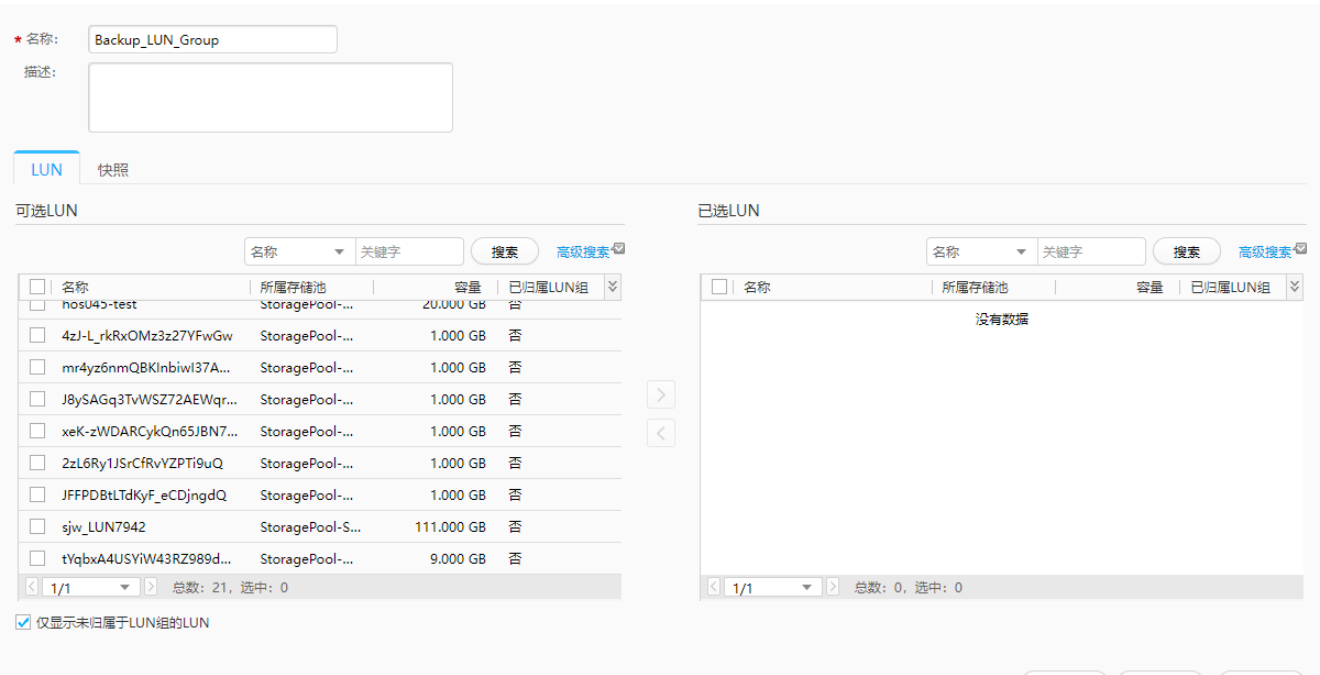 * 名称: Backup_LUN_Group
描述:
LUN 快照
可选LUN
名称 关键字 搜索 高级搜索
名称 所属存储池 容量 已归属LUN组
hos045-test StoragePool-... 20.000 GB 否
4zJ-L_rkRxOMz3z27YFwGw StoragePool-... 1.000 GB 否
mr4yz6nmQBKInbiwI37A... StoragePool-... 1.000 GB 否
J8ySAGq3TvWSZ72AEWqr... StoragePool-... 1.000 GB 否
xeK-zWDARCykQn65JBN7... StoragePool-... 1.000 GB 否
2zL6Ry1JSrCfRvYZPTi9uQ StoragePool-... 1.000 GB 否
JFFPDBtLTdKyF_eCDjngdQ StoragePool-... 1.000 GB 否
sjw_LUN7942 StoragePool-S... 111.000 GB 否
tYqbxA4USYiW43RZ989d... StoragePool-... 9.000 GB 否
1/1 总数: 21, 选中: 0
仅显示未归属于LUN组的LUN
已选LUN
名称 关键字 搜索 高级搜索
名称 所属存储池 容量 已归属LUN组
没有数据
1/1 总数: 0, 选中: 0